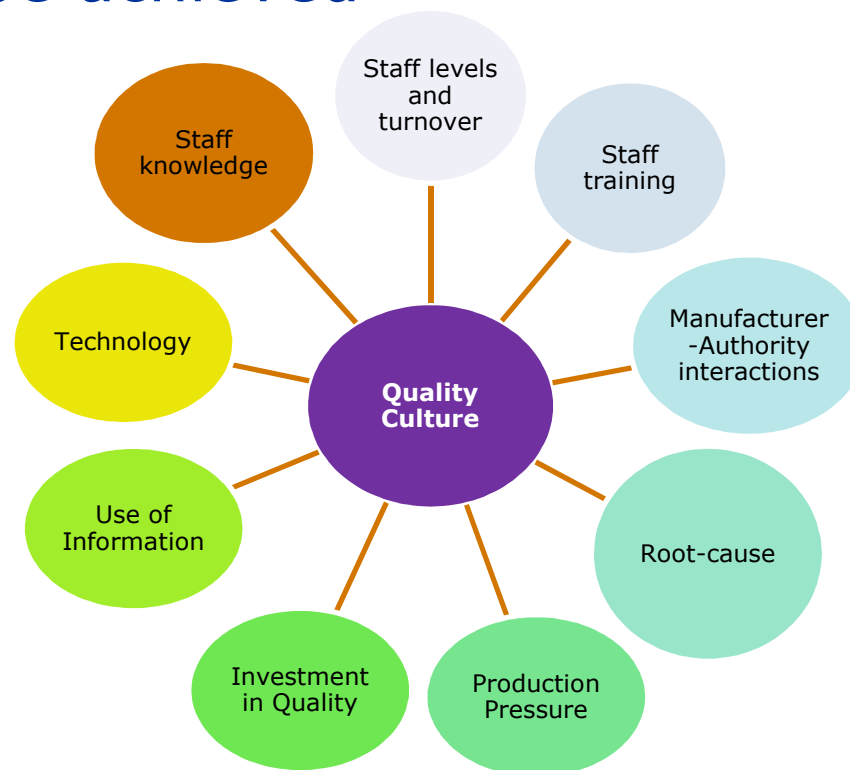 achieved
Staff levels
and
turnover
Staff
knowledge
Staff
training
Technology
Manufacturer
-Authority
interactions
Quality
Culture
Use of
Information
Root-cause
Investment
in Quality
Production
Pressure